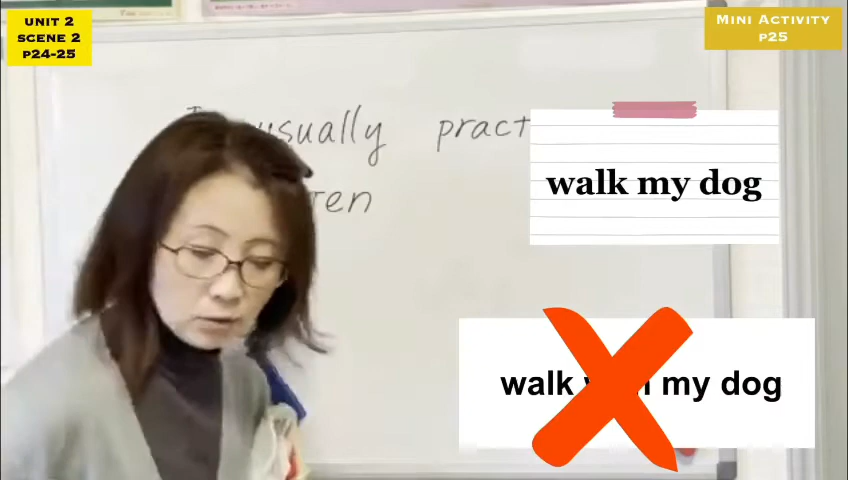 UNIT 2
SCENE 2
P24-25
MINI ACTIVITY
P25
usually pract
walk my dog
ten
walk my dog